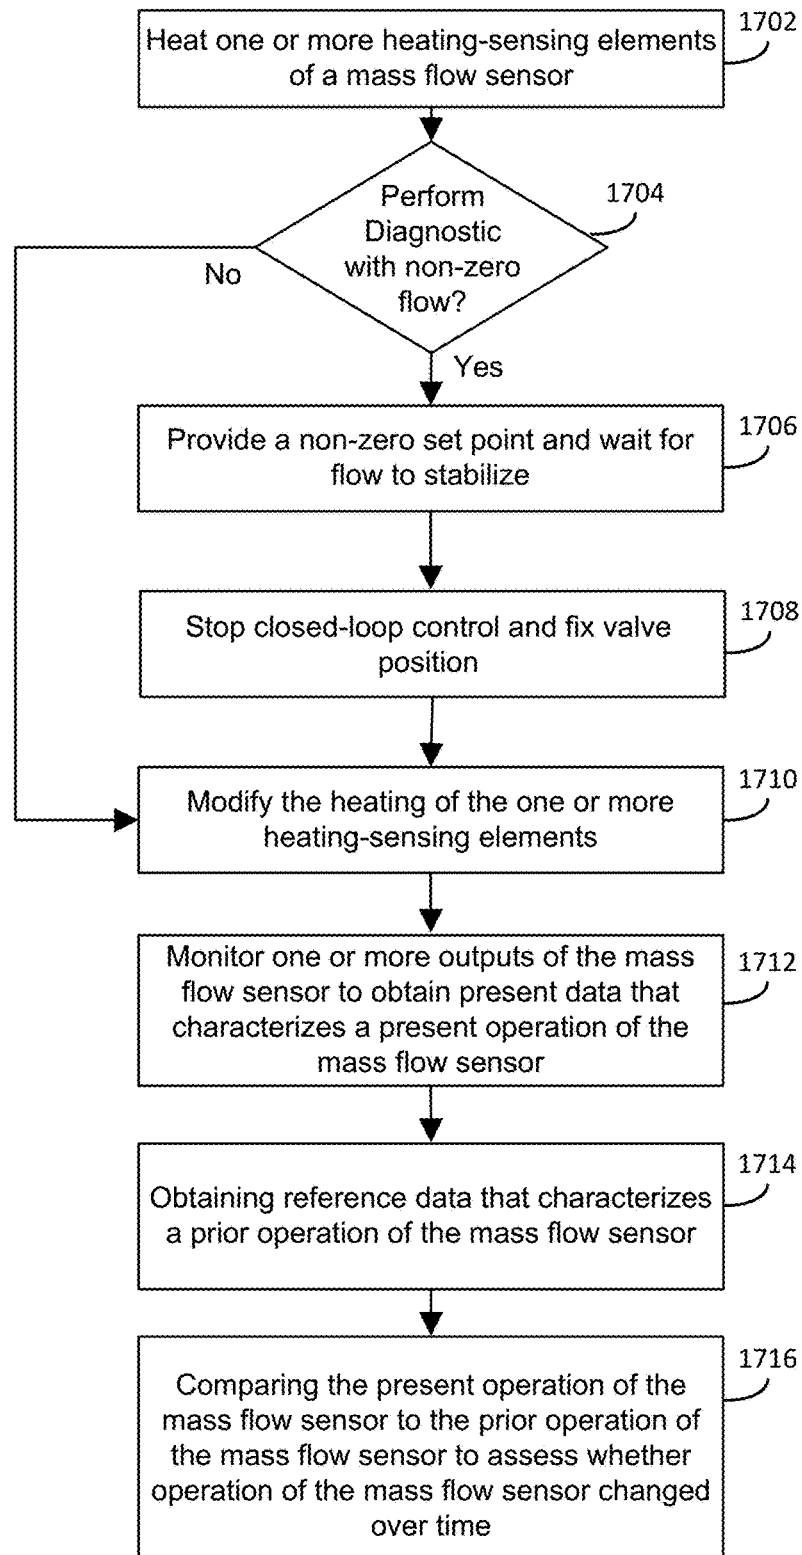 1702
Heat one or more heating-sensing elements
of a mass flow sensor
1704
Perform
Diagnostic
with non-zero
flow?
No
Yes
1706
Provide a non-zero set point and wait for
flow to stabilize
1708
Stop closed-loop control and fix valve
position
1710
Modify the heating of the one or more
heating-sensing elements
1712
Monitor one or more outputs of the mass
flow sensor to obtain present data that
characterizes a present operation of the
mass flow sensor
1714
Obtaining reference data that characterizes
a prior operation of the mass flow sensor
1716
Comparing the present operation of the
mass flow sensor to the prior operation of
the mass flow sensor to assess whether
operation of the mass flow sensor changed
over time